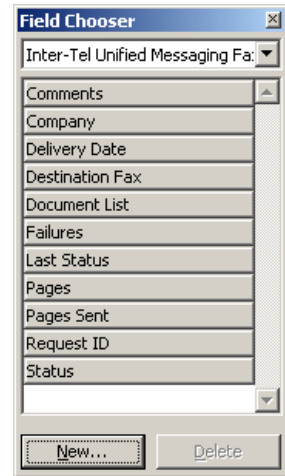 Field Chooser
Inter-Tel Unified Messaging Fa
Comments
Company
Delivery Date
Destination Fax
Document List
Failures
Last Status
Pages
Pages Sent
Request ID
Status
New...
Delete